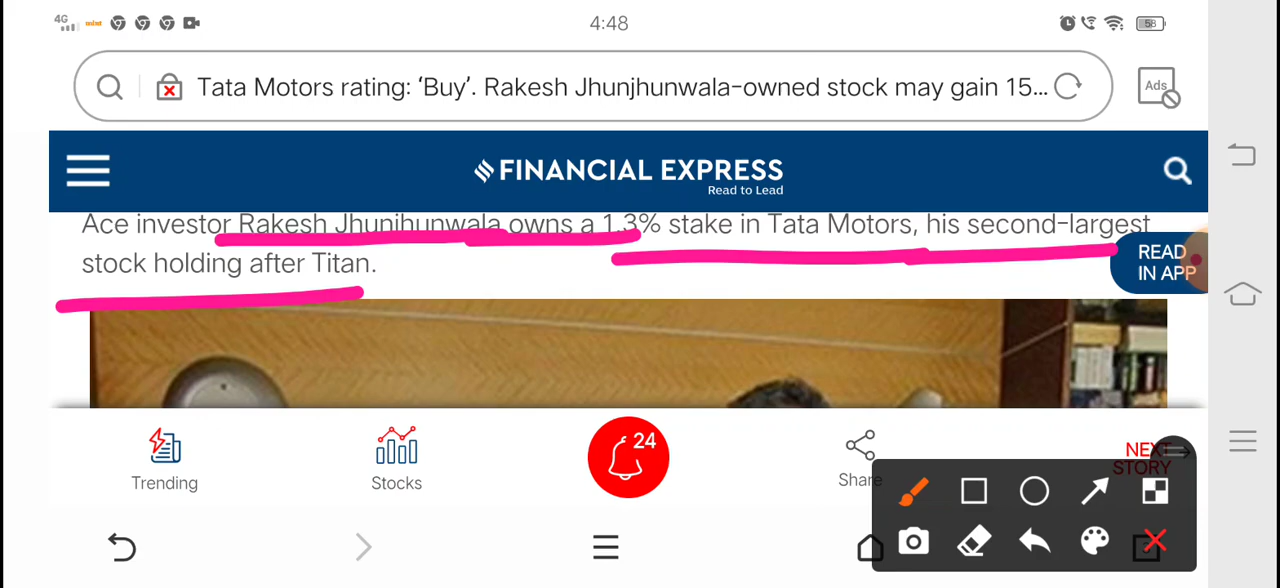 4G
4:48
58
Tata Motors rating: ‘Buy’. Rakesh Jhunjhunwala-owned stock may gain 15...
Ads
FINANCIAL EXPRESS
Read to Lead
Ace investor Rakesh Jhunjhunwala owns a 1.3% stake in Tata Motors, his second-largest
stock holding after Titan.
READ
IN APP
24
Trending
Stocks
Share
NEXT
STORY